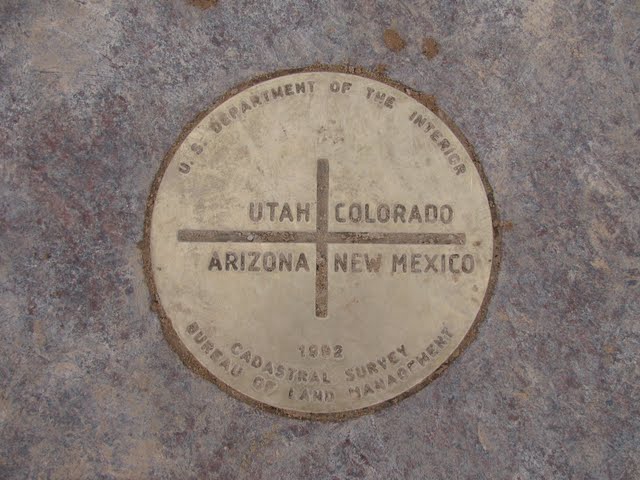 U. S. DEPARTMENT OF THE INTERIOR
UTAH COLORADO
ARIZONA NEW MEXICO
1992
CADASTRAL SURVEY
BUREAU OF LAND MANAGEMENT